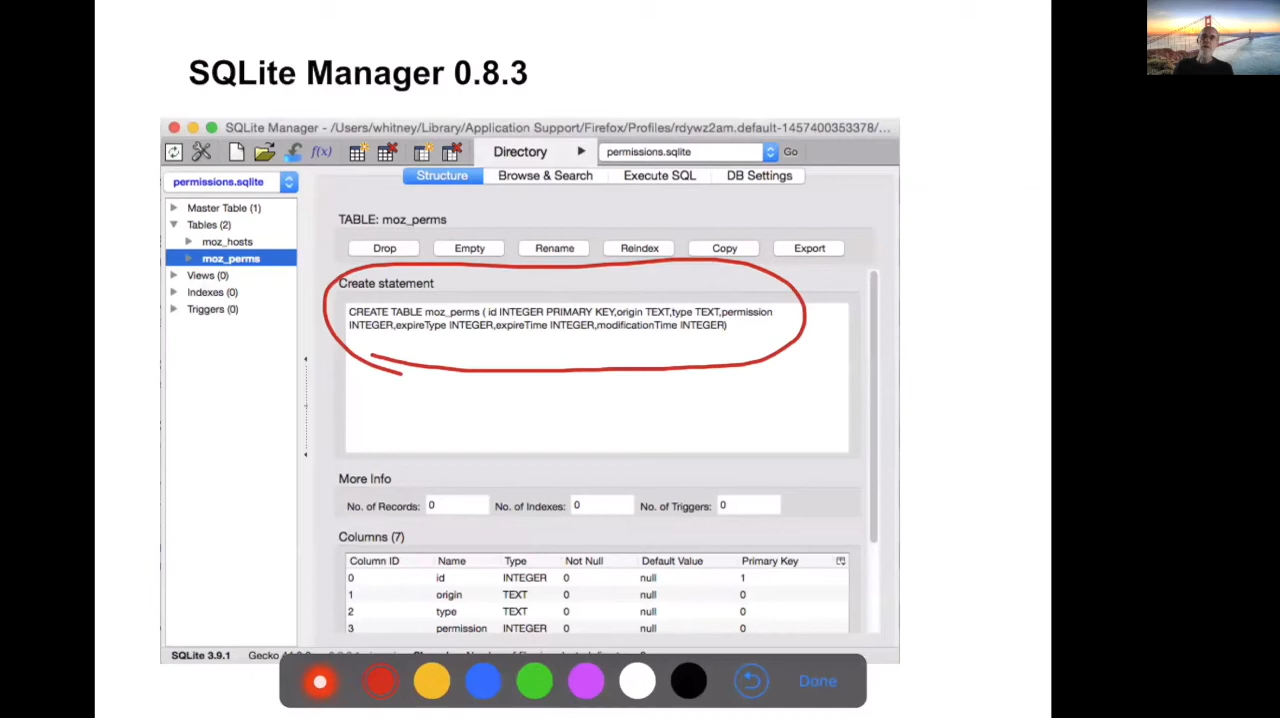 SQLite Manager 0.8.3
SQLite Manager - /Users/whitney/Library/Application Support/Firefox/Profiles/rdywz2am.default-1457400353378/...
f(x) Directory permissions.sqlite Go
permissions.sqlite
Structure Browse & Search Execute SQL DB Settings
Master Table (1)
Tables (2)
moz_hosts
moz_perms
Views (0)
Indexes (0)
Triggers (0)
TABLE: moz_perms
Drop Empty Rename Reindex Copy Export
Create statement
CREATE TABLE moz_perms ( id INTEGER PRIMARY KEY,origin TEXT,type TEXT,permission
INTEGER,expireType INTEGER,expireTime INTEGER,modificationTime INTEGER)
More Info
No. of Records: 0 No. of Indexes: 0 No. of Triggers: 0
Columns (7)
Column ID Name Type Not Null Default Value Primary Key
0 id INTEGER 0 null 1
1 origin TEXT 0 null 0
2 type TEXT 0 null 0
3 permission INTEGER 0 null 0
SQLite 3.9.1 Gecko
Done